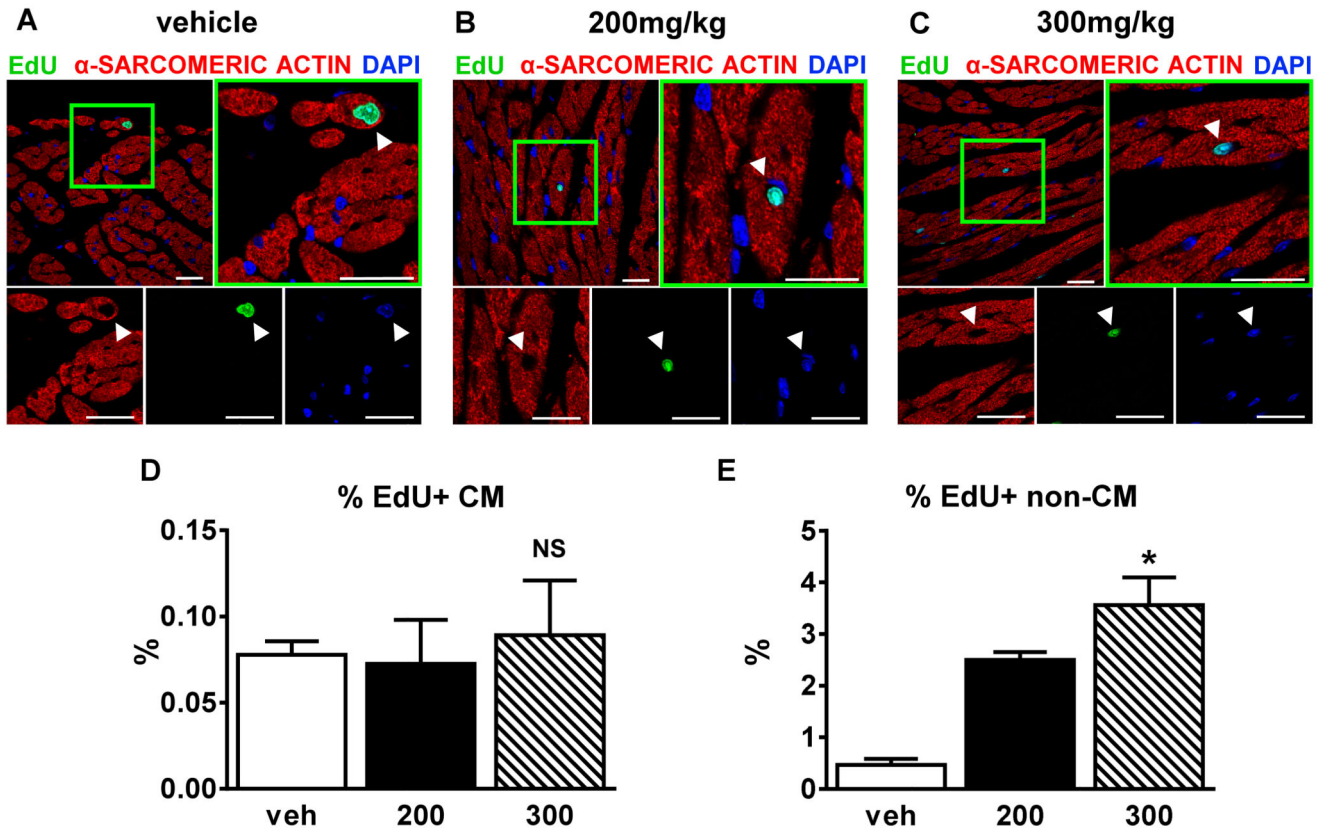 A vehicle
B 200mg/kg
C 300mg/kg
EdU α-SARCOMERIC ACTIN DAPI
EdU α-SARCOMERIC ACTIN DAPI
EdU α-SARCOMERIC ACTIN DAPI
D
% EdU+ CM
0.15
0.10
0.05
0.00
%
NS
veh 200 300
E
% EdU+ non-CM
5
4
3
2
1
0
%
*
veh 200 300